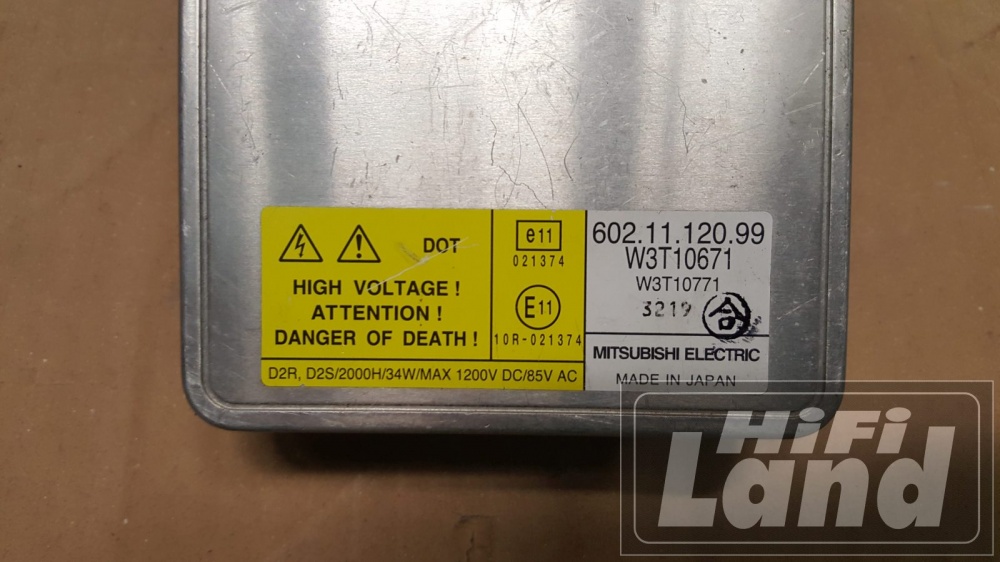 DOT
HIGH VOLTAGE !
ATTENTION !
DANGER OF DEATH !
e11
021374
E11
10R-021374
602.11.120.99
W3T10671
W3T10771
3219 合
MITSUBISHI ELECTRIC
MADE IN JAPAN
D2R, D2S/2000H/34W/MAX 1200V DC/85V AC
HiFi
Land